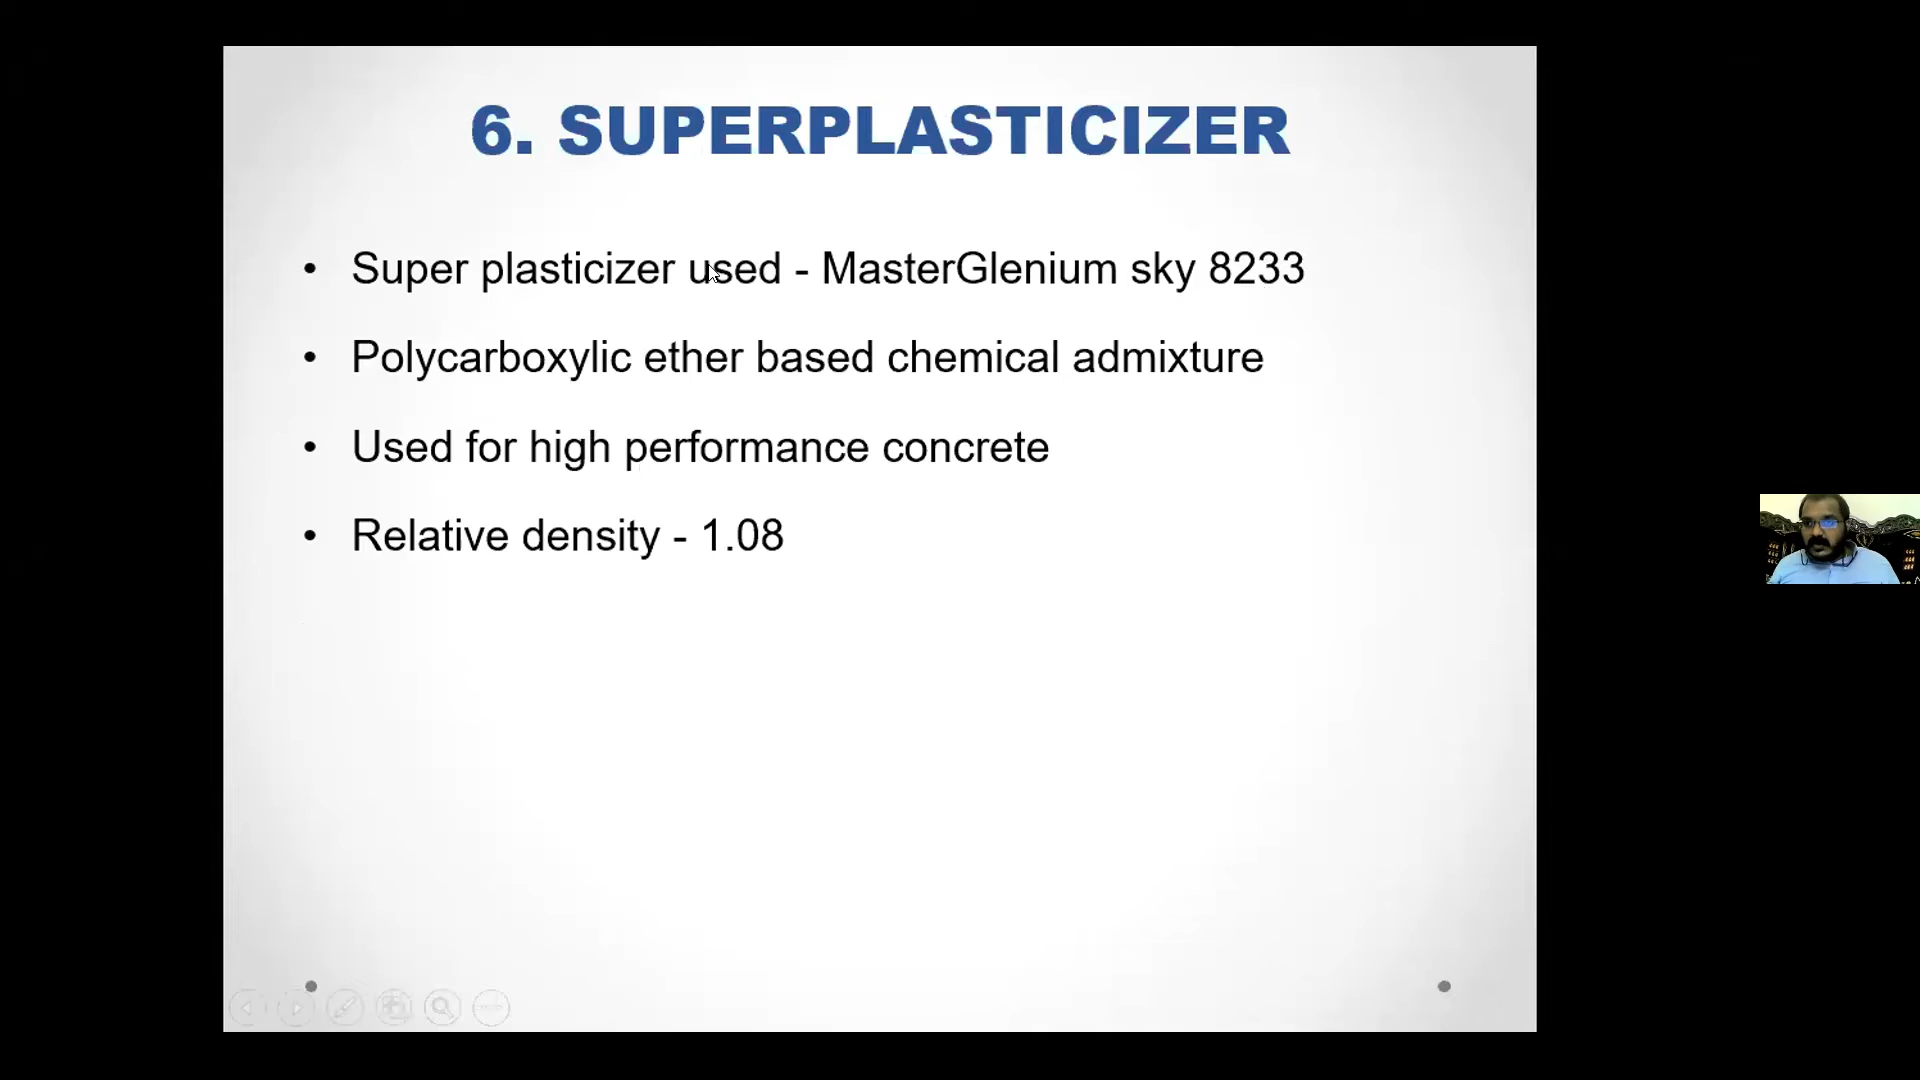 6. SUPERPLASTICIZER
• Super plasticizer used - MasterGlenium sky 8233
• Polycarboxylic ether based chemical admixture
• Used for high performance concrete
• Relative density - 1.08